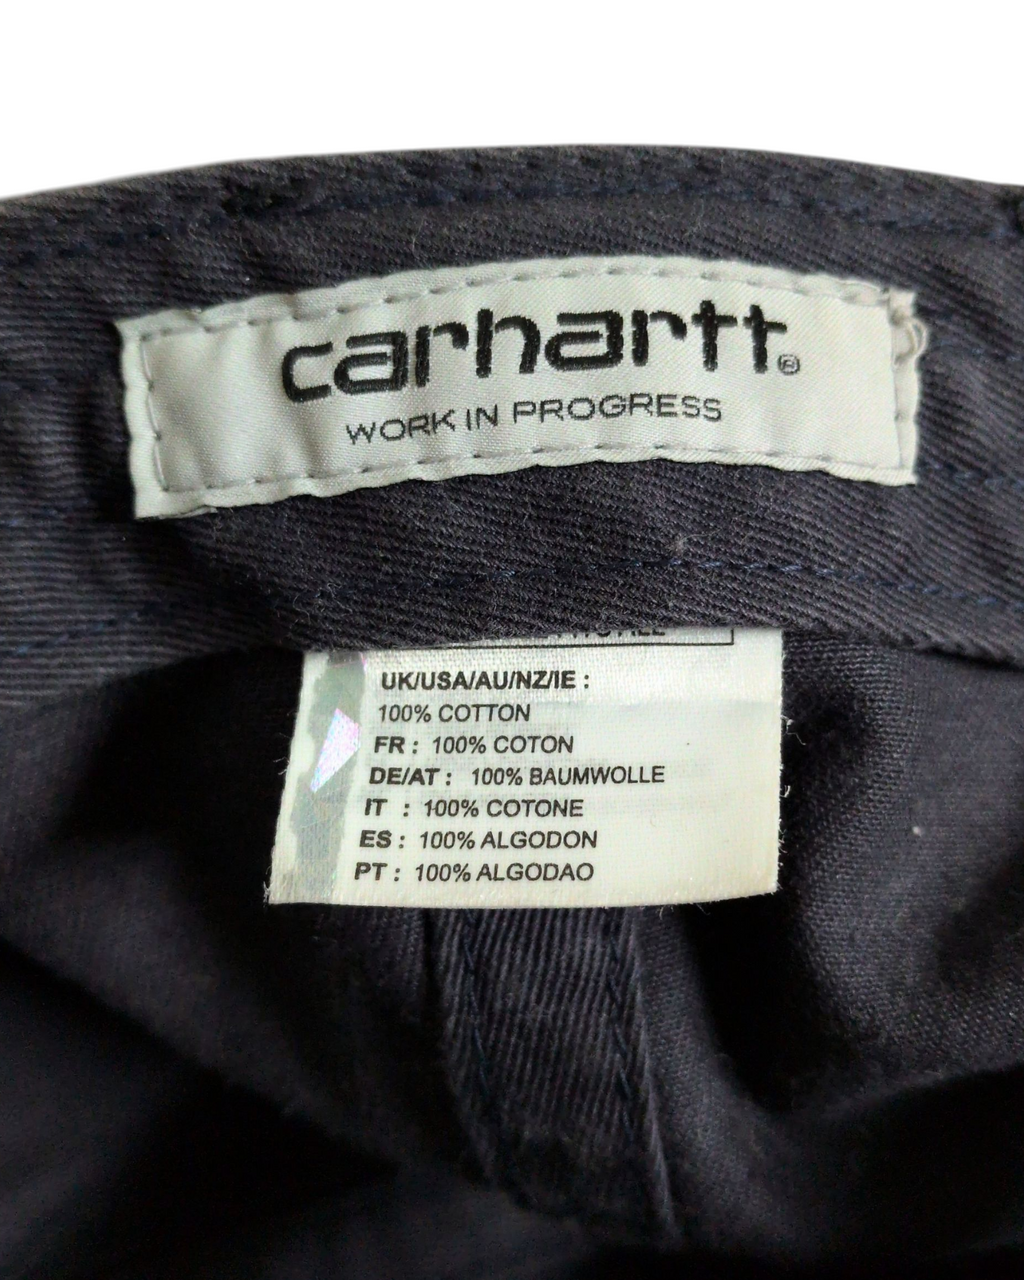 carhartt®
WORK IN PROGRESS
UK/USA/AU/NZ/IE :
100% COTTON
FR : 100% COTON
DE/AT : 100% BAUMWOLLE
IT : 100% COTONE
ES : 100% ALGODON
PT : 100% ALGODAO